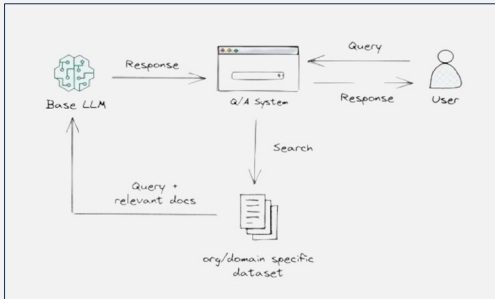 Query
Response
Base LLM
Q/A System
Response
User
Search
Query +
relevant docs
org/domain specific
dataset